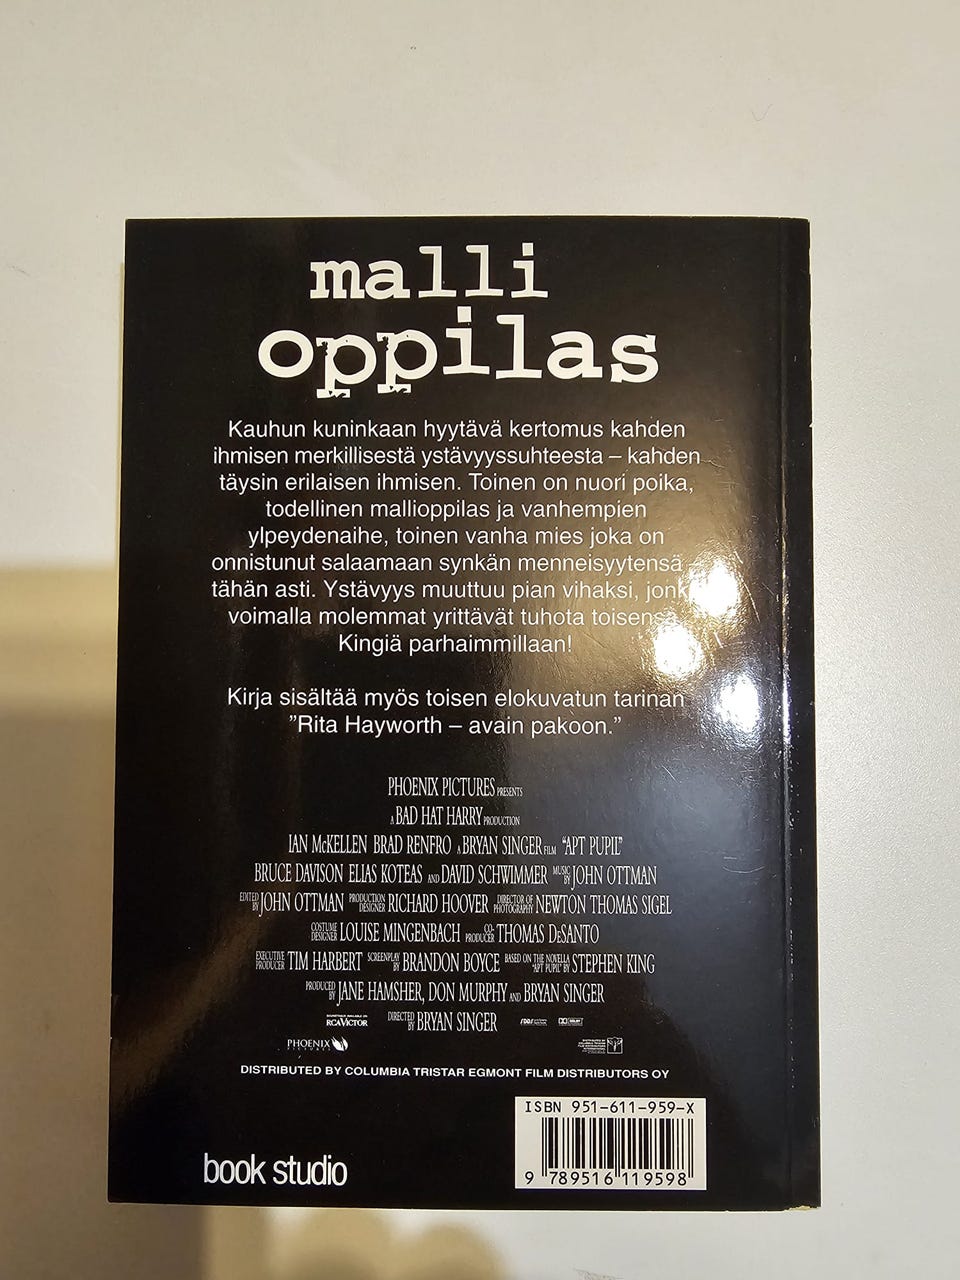 malli
oppilas
Kauhun kuninkaan hyytävä kertomus kahden
ihmisen merkillisestä ystävyyssuhteesta – kahden
täysin erilaisen ihmisen. Toinen on nuori poika,
todellinen mallioppilas ja vanhempien
ylpeydenaihe, toinen vanha mies joka on
onnistunut salaamaan synkän menneisyytensä –
tähän asti. Ystävyys muuttuu pian vihaksi, jonka
voimalla molemmat yrittävät tuhota toisensa.
Kingiä parhaimmillaan!
Kirja sisältää myös toisen elokuvatun tarinan
”Rita Hayworth – avain pakoon.”
PHOENIX PICTURES PRESENTS
A BAD HAT HARRY PRODUCTION
IAN McKELLEN BRAD RENFRO A BRYAN SINGER FILM “APT PUPIL”
BRUCE DAVISON ELIAS KOTEAS AND DAVID SCHWIMMER MUSIC BY JOHN OTTMAN
EDITED BY JOHN OTTMAN PRODUCTION DESIGNER RICHARD HOOVER DIRECTOR OF PHOTOGRAPHY NEWTON THOMAS SIGEL
COSTUME DESIGNER LOUISE MINGENBACH CO-PRODUCER THOMAS DeSANTO
EXECUTIVE PRODUCER TIM HARBERT SCREENPLAY BY BRANDON BOYCE BASED ON THE NOVELLA “APT PUPIL” BY STEPHEN KING
PRODUCED BY JANE HAMSHER, DON MURPHY AND BRYAN SINGER
SOUNDTRACK AVAILABLE ON RCA VICTOR DIRECTED BY BRYAN SINGER SDDS DOLBY
PHOENIX PICTURES
DISTRIBUTED BY COLUMBIA TRISTAR EGMONT FILM DISTRIBUTORS OY
ISBN 951-611-959-X
9 789516 119598
book studio